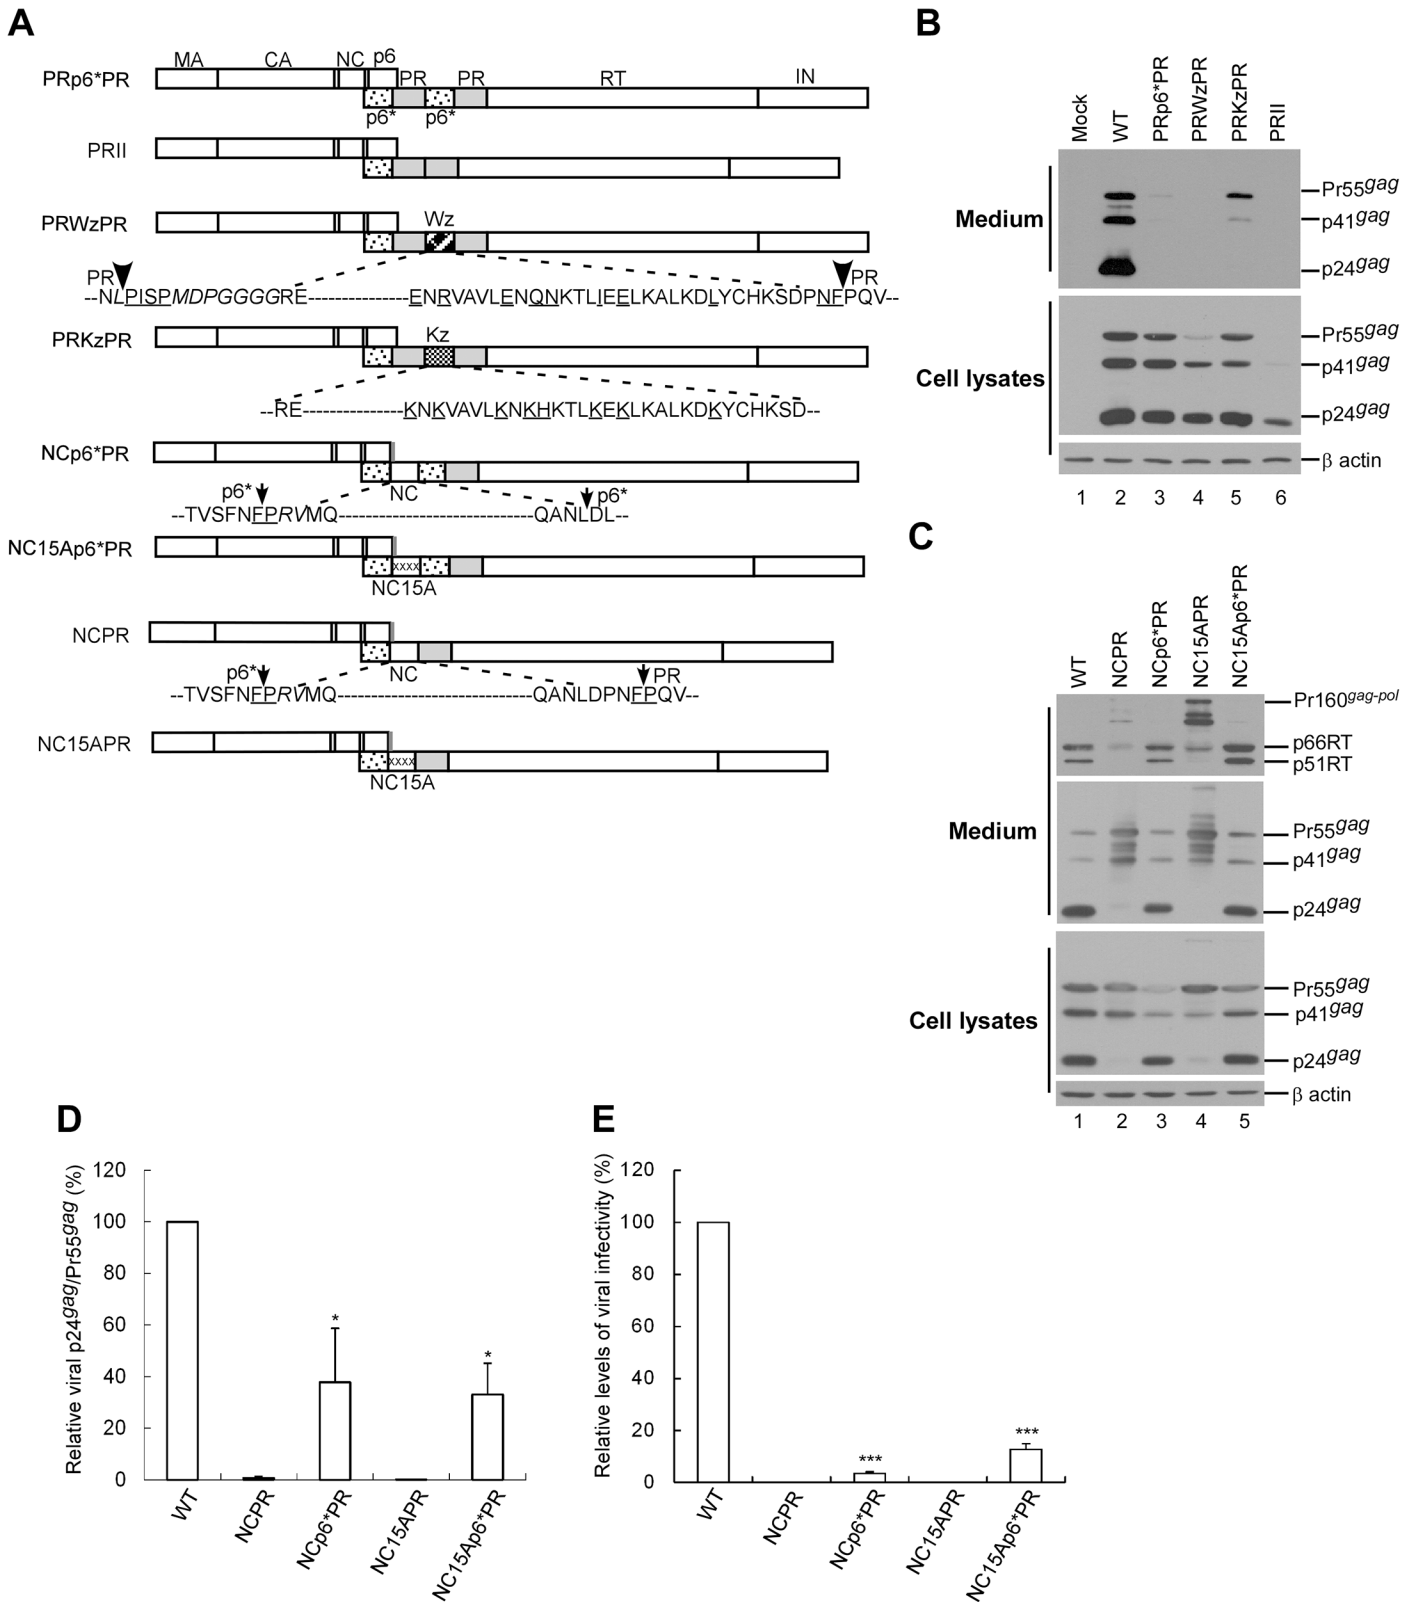 A
MA CA NC p6
PRp6*PR
PR PR RT IN
p6* p6*
PRII
PRWzPR
Wz
PR PR
--NLPISPMDPGGGGRE--------------ENRVAVLENQNKTLIEELKALKDLYCHKSDPNFPQV--
PRKzPR
Kz
--RE--------------KNKVAVLKNKHKTLKEKLKALKDKYCHKSD--
NCp6*PR
NC
p6* p6*
--TVSFNFPRVMQ----------------------------QANLDL--
NC15Ap6*PR
xxxx
NC15A
NCPR
NC
p6* PR
--TVSFNFPRVMQ----------------------------QANLDPNFPQV--
NC15APR
xxxx
NC15A
B
Mock
WT
PRp6*PR
PRWzPR
PRKzPR
PRII
Medium
Pr55gag
p41gag
p24gag
Cell lysates
Pr55gag
p41gag
p24gag
β actin
1 2 3 4 5 6
C
WT
NCPR
NCp6*PR
NC15APR
NC15Ap6*PR
Medium
Pr160gag-pol
p66RT
p51RT
Pr55gag
p41gag
p24gag
Cell lysates
Pr55gag
p41gag
p24gag
β actin
1 2 3 4 5
D
Relative viral p24gag/Pr55gag (%)
120
100
80
60
40
20
0
*
*
WT
NCPR
NCp6*PR
NC15APR
NC15Ap6*PR
E
Relative levels of viral infectivity (%)
120
100
80
60
40
20
0
***
***
WT
NCPR
NCp6*PR
NC15APR
NC15Ap6*PR